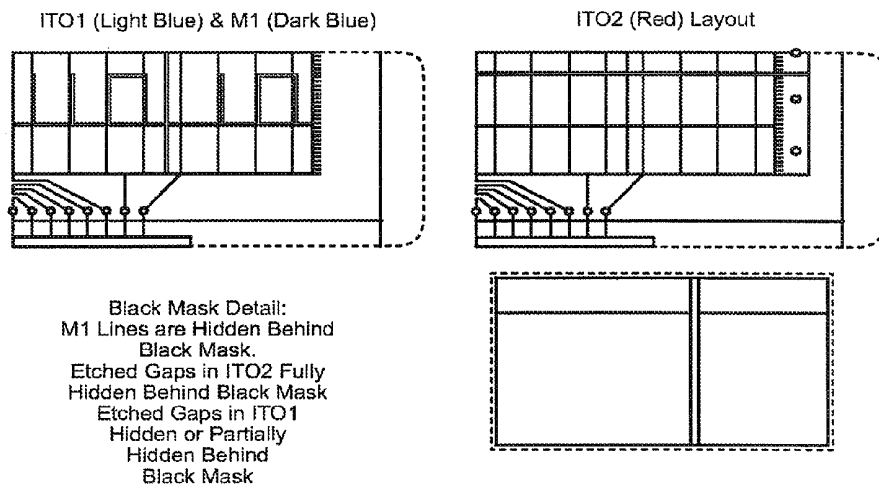 ITO1 (Light Blue) & M1 (Dark Blue)
ITO2 (Red) Layout
Black Mask Detail:
M1 Lines are Hidden Behind
Black Mask.
Etched Gaps in ITO2 Fully
Hidden Behind Black Mask
Etched Gaps in ITO1
Hidden or Partially
Hidden Behind
Black Mask